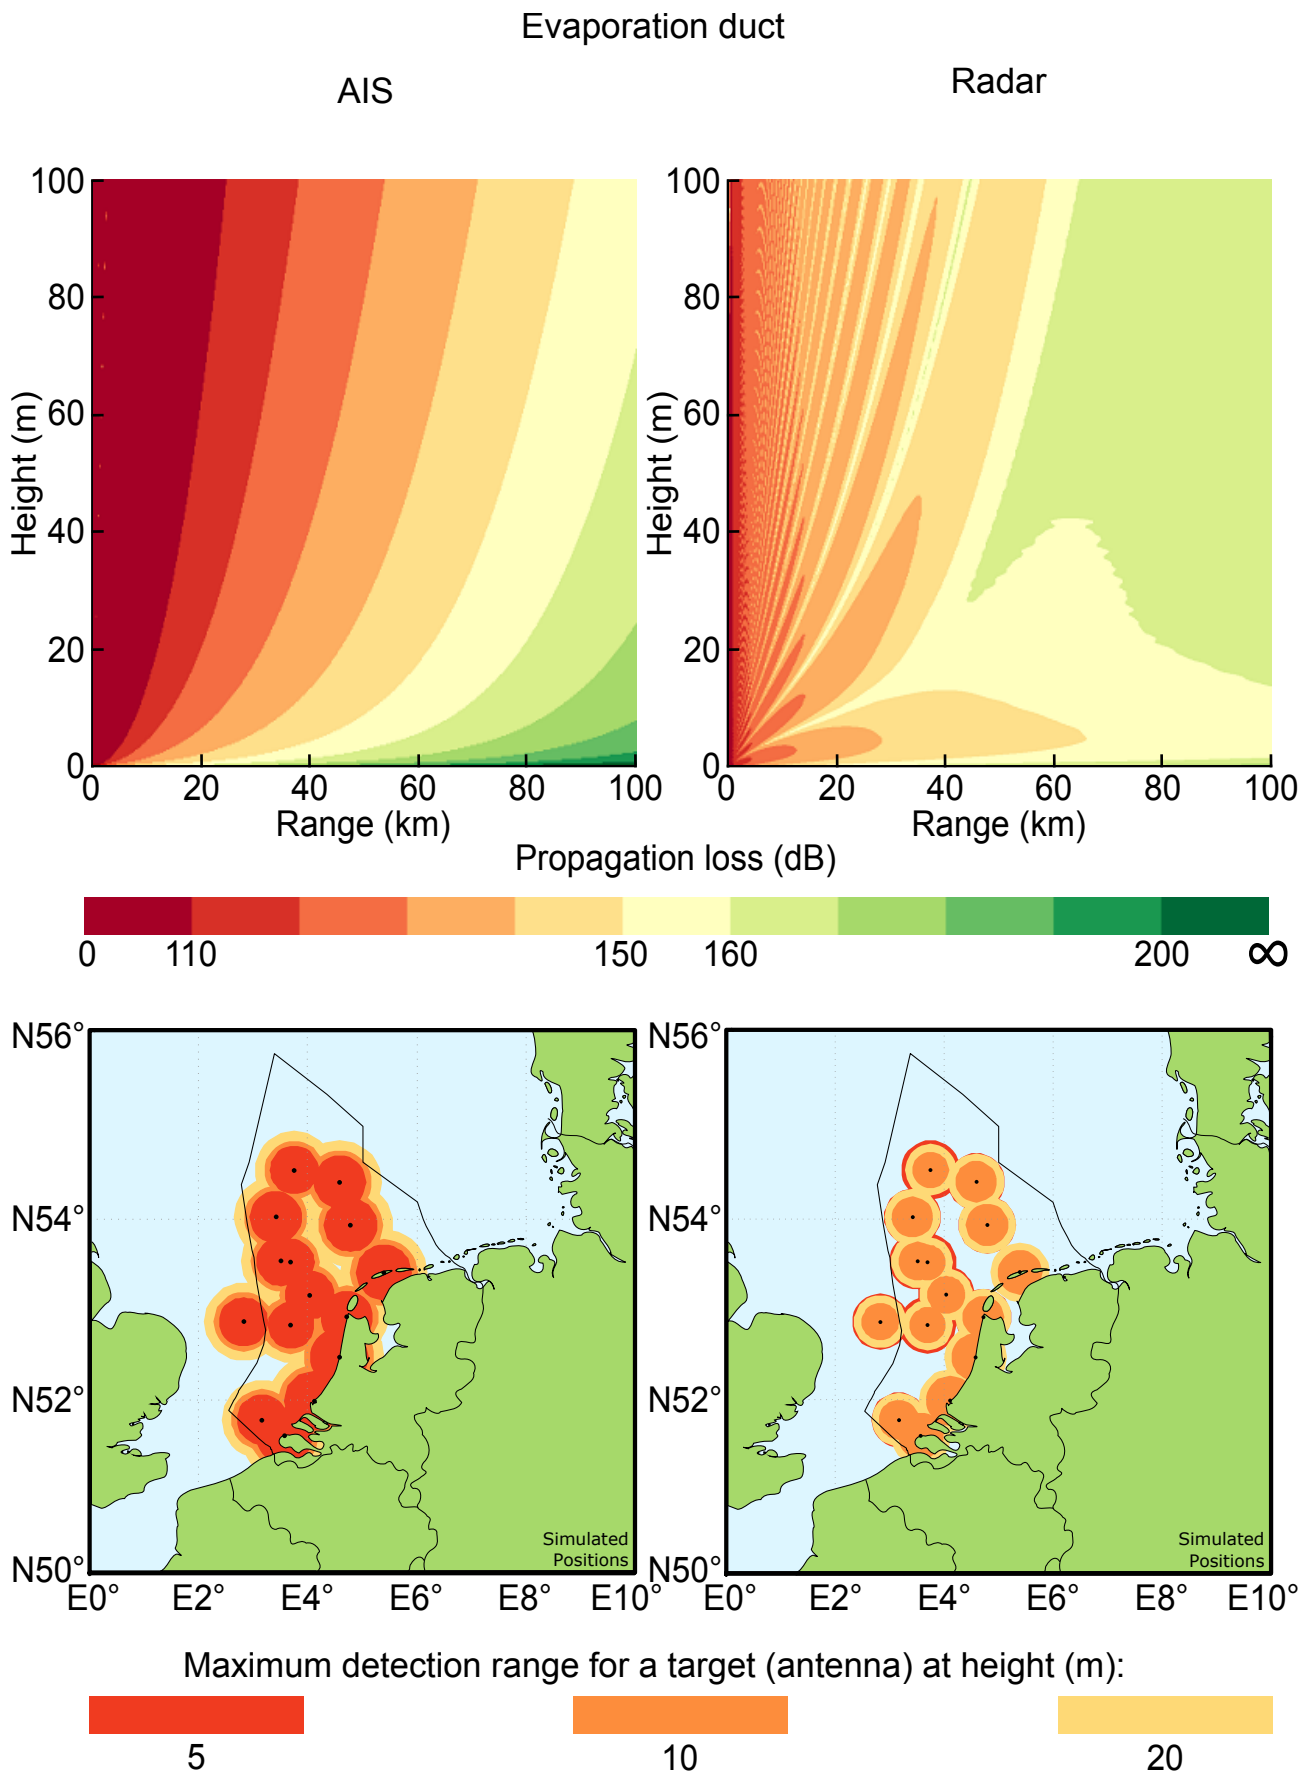 Evaporation duct
AIS
Radar
100
80
60
40
20
0
Height (m)
0 20 40 60 80 100
Range (km)
100
80
60
40
20
0
Height (m)
0 20 40 60 80 100
Range (km)
Propagation loss (dB)
0 110 150 160 200 ∞
N56°
N54°
N52°
N50°
E0° E2° E4° E6° E8° E10°
Simulated
Positions
N56°
N54°
N52°
N50°
E0° E2° E4° E6° E8° E10°
Simulated
Positions
Maximum detection range for a target (antenna) at height (m):
5 10 20